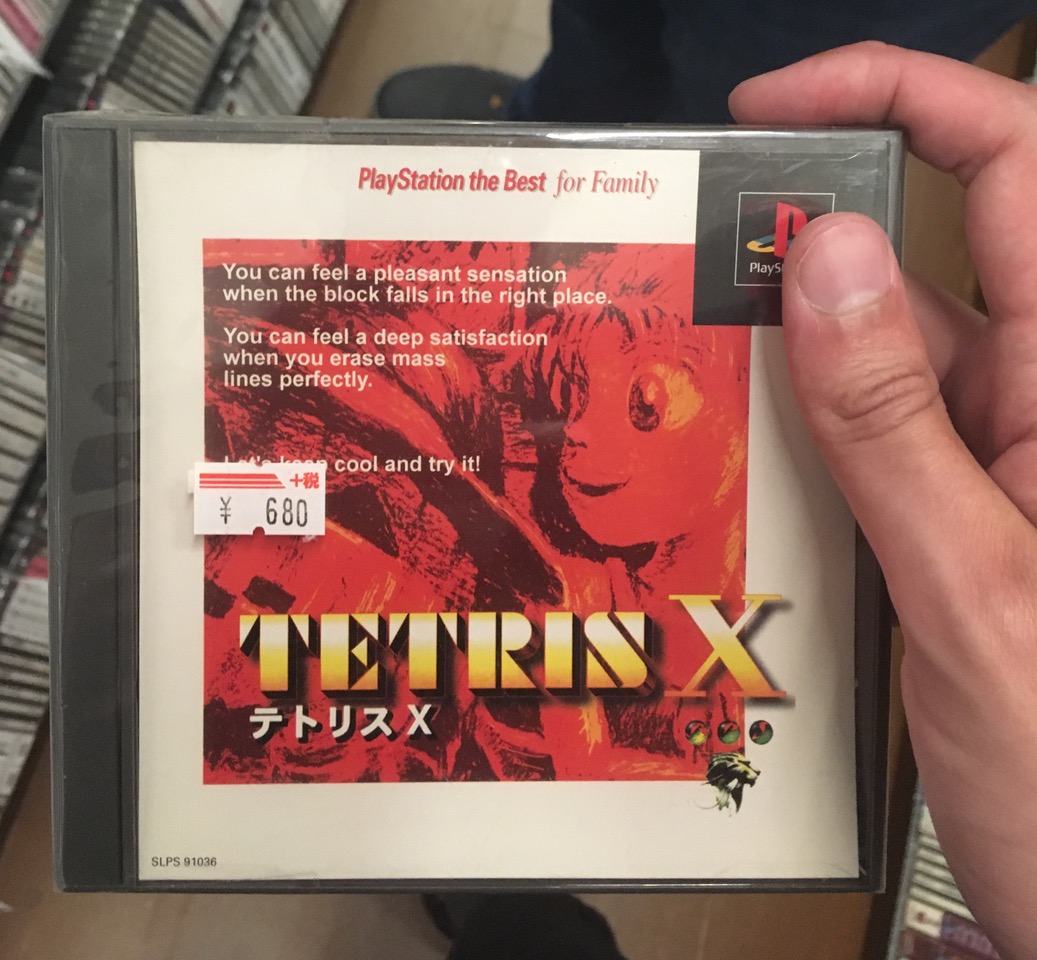 PlayStation the Best for Family
You can feel a pleasant sensation
when the block falls in the right place.
You can feel a deep satisfaction
when you erase mass
lines perfectly.
cool and try it!
+税
¥ 680
TETRIS X
テトリスX
SLPS 91036